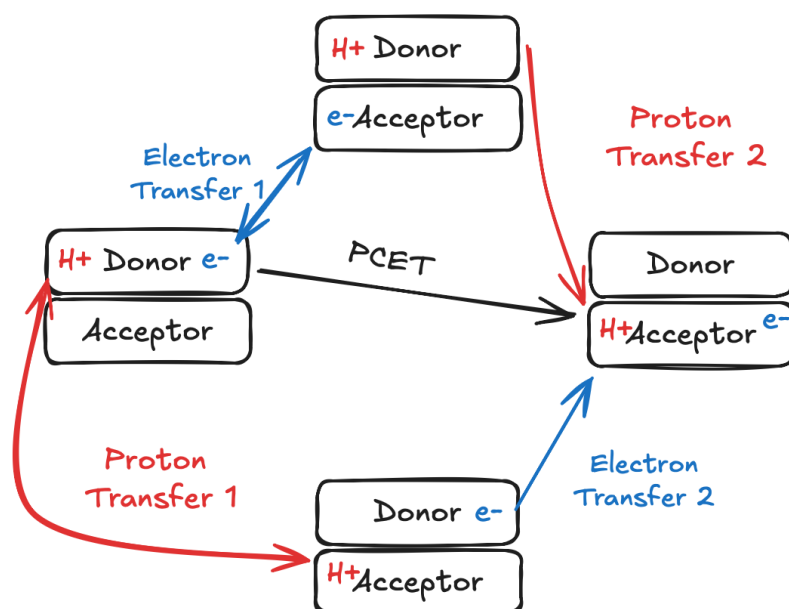 H+ Donor
e-Acceptor
Proton
Transfer 2
Electron
Transfer 1
H+ Donor e-
Acceptor
PCET
Donor
H+Acceptor e-
Proton
Transfer 1
Donor e-
H+Acceptor
Electron
Transfer 2